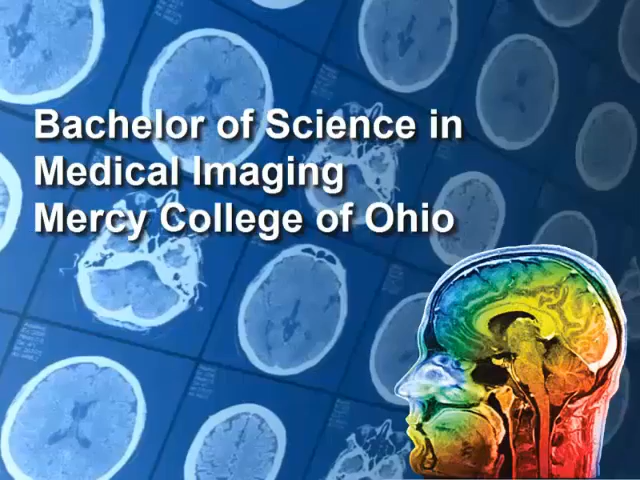 Bachelor of Science in
Medical Imaging
Mercy College of Ohio